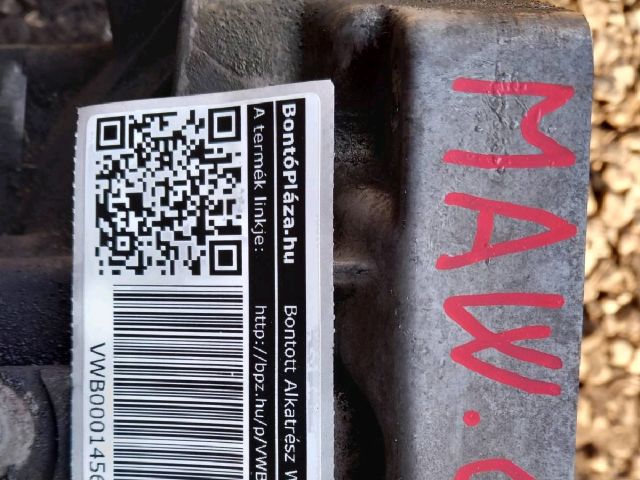 BontóPláza.hu Bontott Alkatrész
A termék linkje: http://bpz.hu/p/VWB
VWB0001456
MAW.